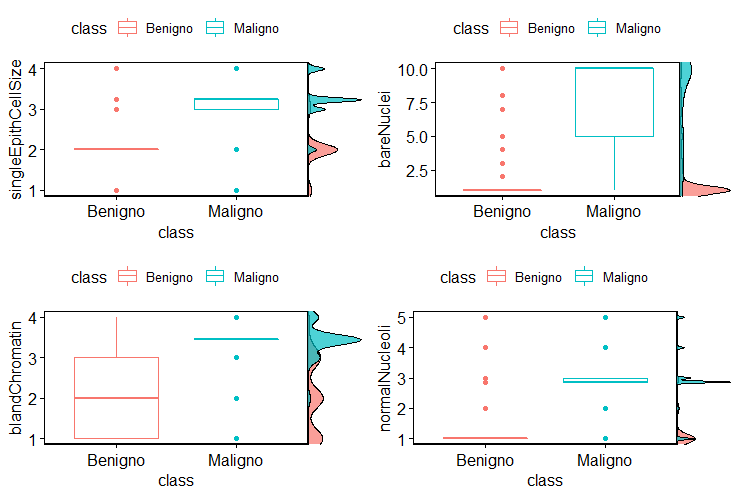 class Benigno Maligno
singleEpithCellSize
4
3
2
1
Benigno Maligno
class
class Benigno Maligno
bareNuclei
10.0
7.5
5.0
2.5
Benigno Maligno
class
class Benigno Maligno
blandChromatin
4
3
2
1
Benigno Maligno
class
class Benigno Maligno
normalNucleoli
5
4
3
2
1
Benigno Maligno
class